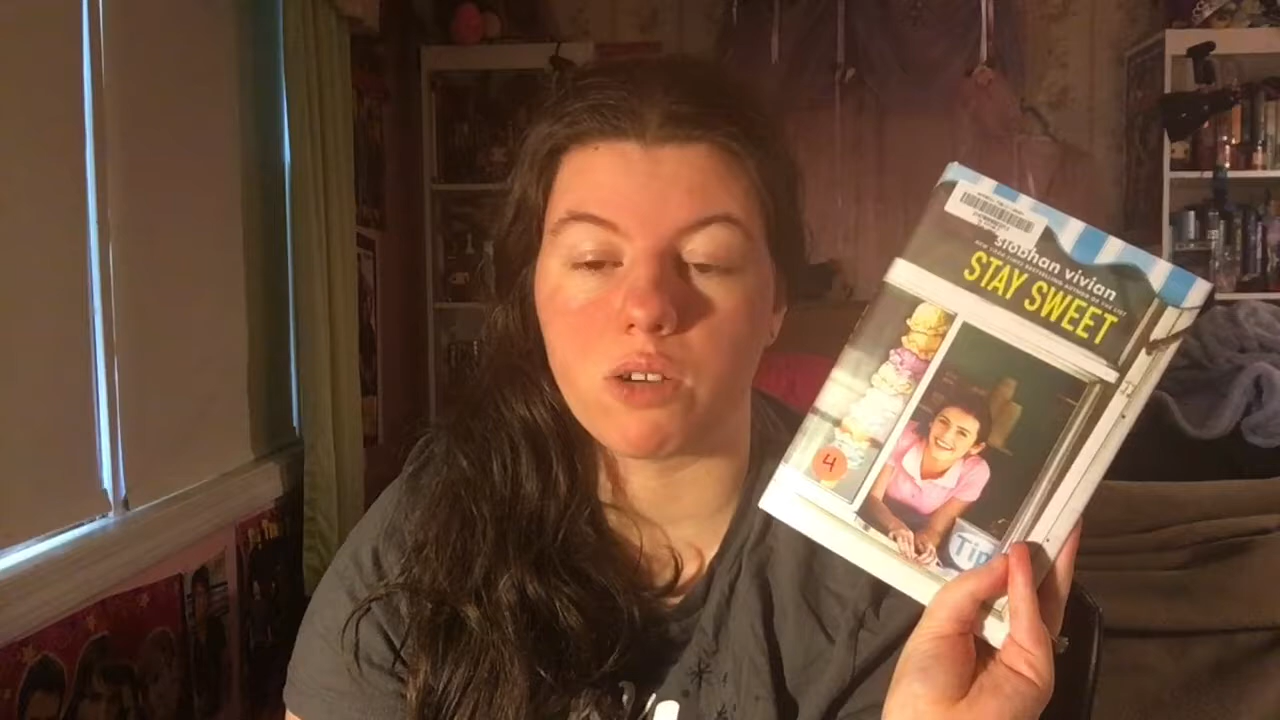 siobhan vivian
NEW YORK TIMES BESTSELLING AUTHOR OF THE LIST
STAY SWEET
4
Tip